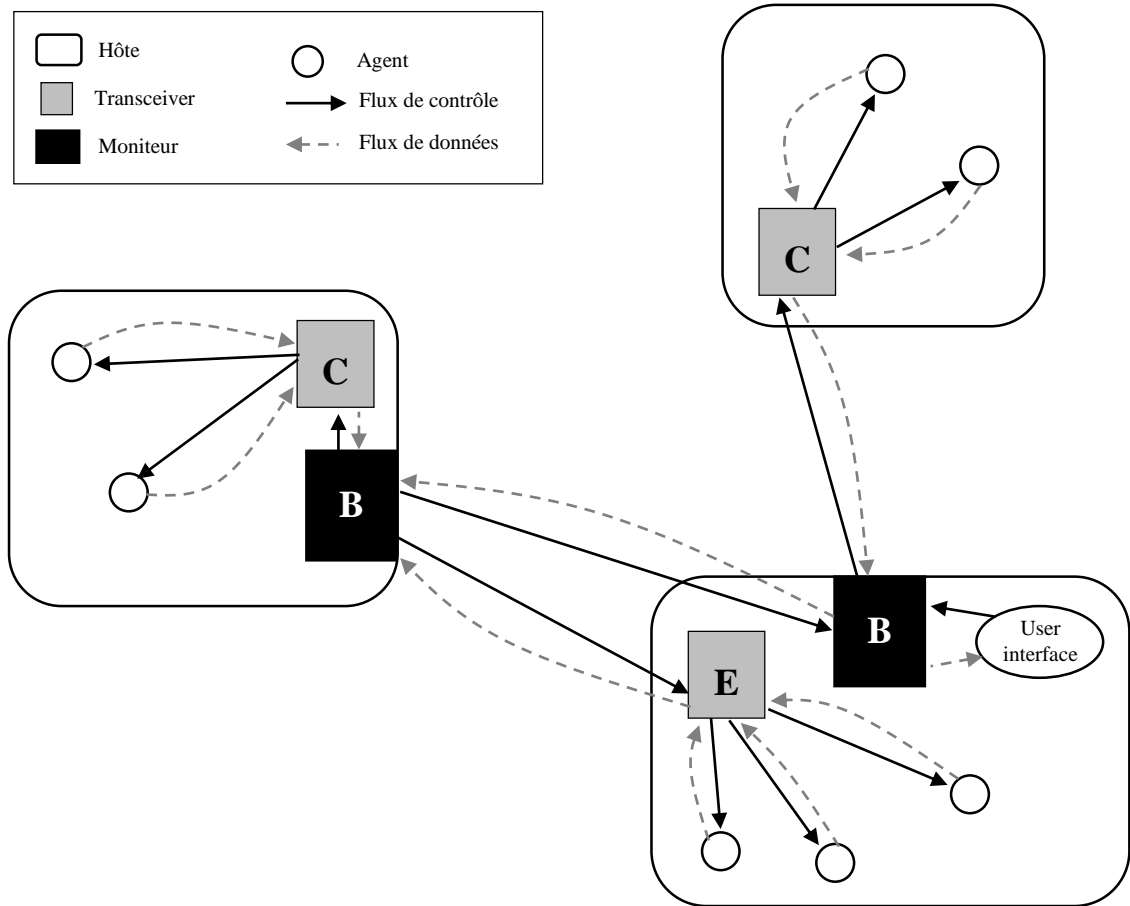 Hôte
Agent
Transceiver
Flux de contrôle
Moniteur
Flux de données
C
C
B
B
User
interface
E